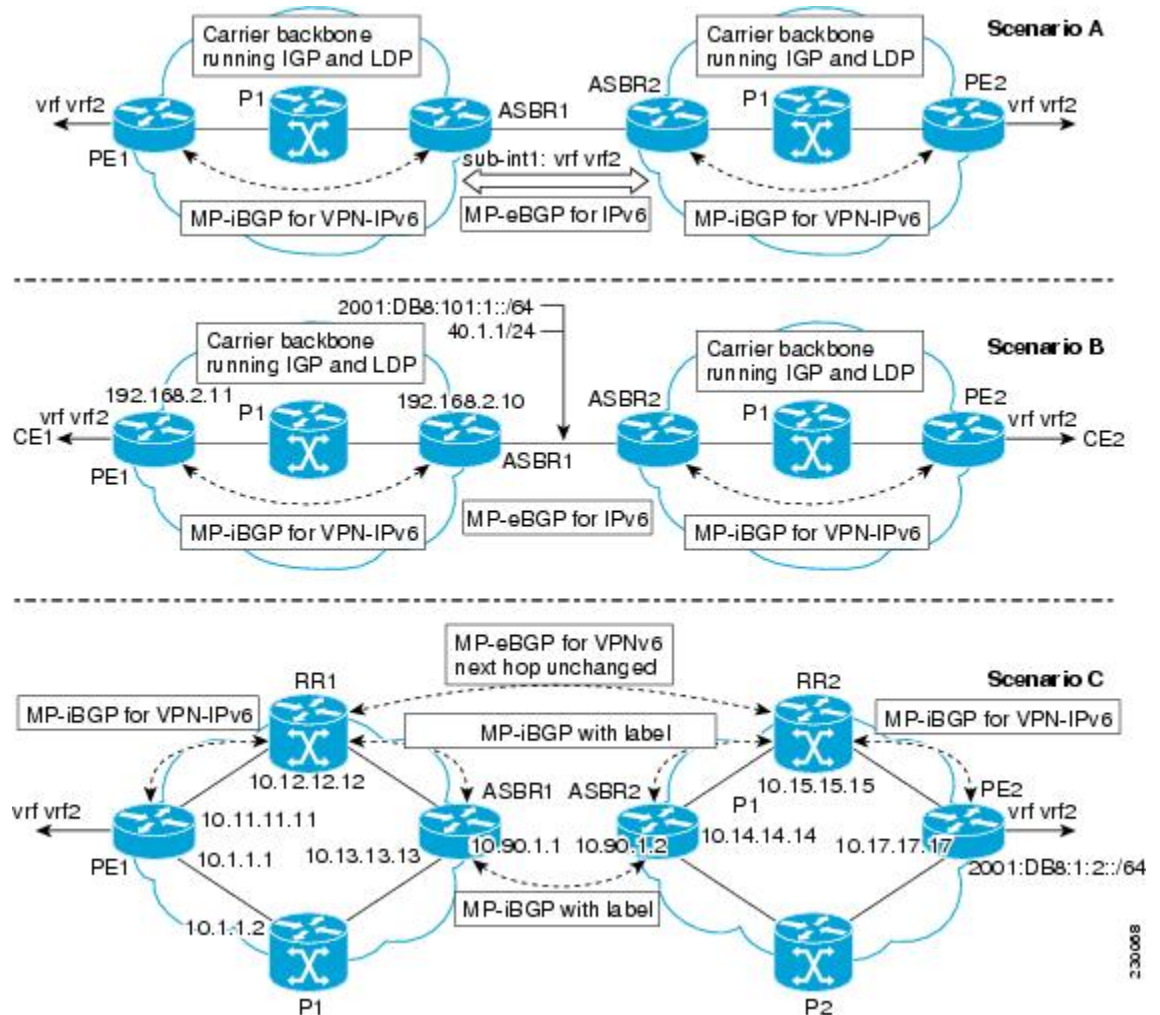 Scenario A
Carrier backbone
running IGP and LDP
Carrier backbone
running IGP and LDP
vrf vrf2
P1
ASBR1
ASBR2
P1
PE2
vrf vrf2
PE1
sub-int1: vrf vrf2
MP-iBGP for VPN-IPv6
MP-eBGP for IPv6
MP-iBGP for VPN-IPv6
2001:DB8:101:1::/64
40.1.1/24
Scenario B
Carrier backbone
running IGP and LDP
Carrier backbone
running IGP and LDP
192.168.2.11
192.168.2.10
vrf vrf2
CE1
P1
ASBR1
ASBR2
P1
PE2
vrf vrf2
CE2
PE1
MP-iBGP for VPN-IPv6
MP-eBGP for IPv6
MP-iBGP for VPN-IPv6
MP-eBGP for VPNv6
next hop unchanged
Scenario C
RR1
RR2
MP-iBGP for VPN-IPv6
MP-iBGP with label
MP-iBGP for VPN-IPv6
10.12.12.12
10.15.15.15
vrf vrf2
10.11.11.11
ASBR1
ASBR2
P1
PE2
vrf vrf2
PE1
10.1.1.1
10.13.13.13
10.90.1.1
10.90.1.2
10.14.14.14
10.17.17.17
2001:DB8:1:2::/64
MP-iBGP with label
10.1.1.2
P1
P2
230068